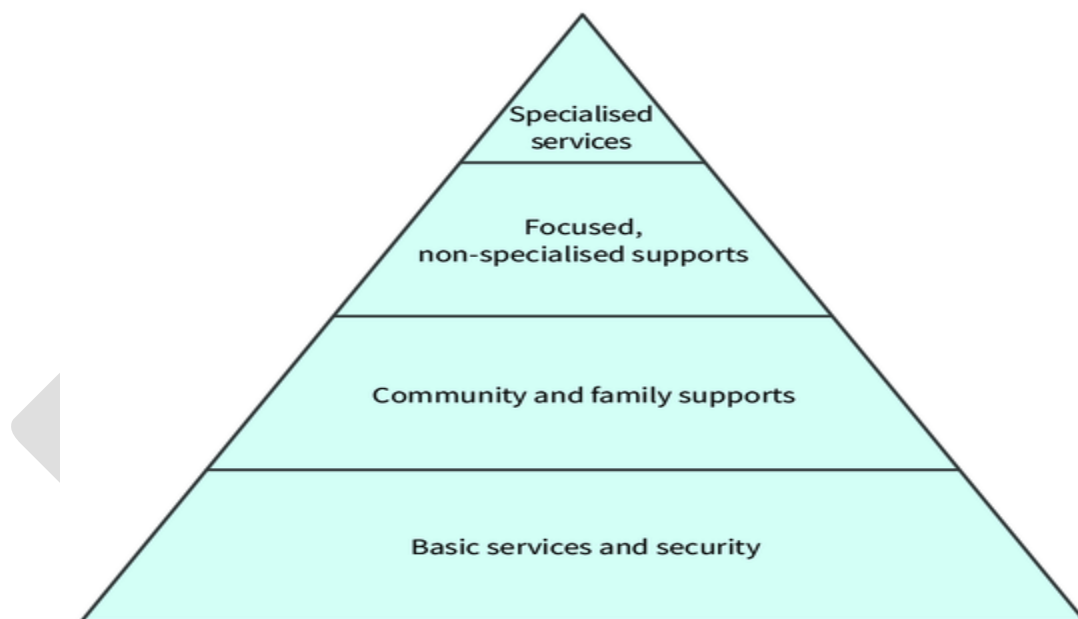 Specialised
services
Focused,
non-specialised supports
Community and family supports
Basic services and security